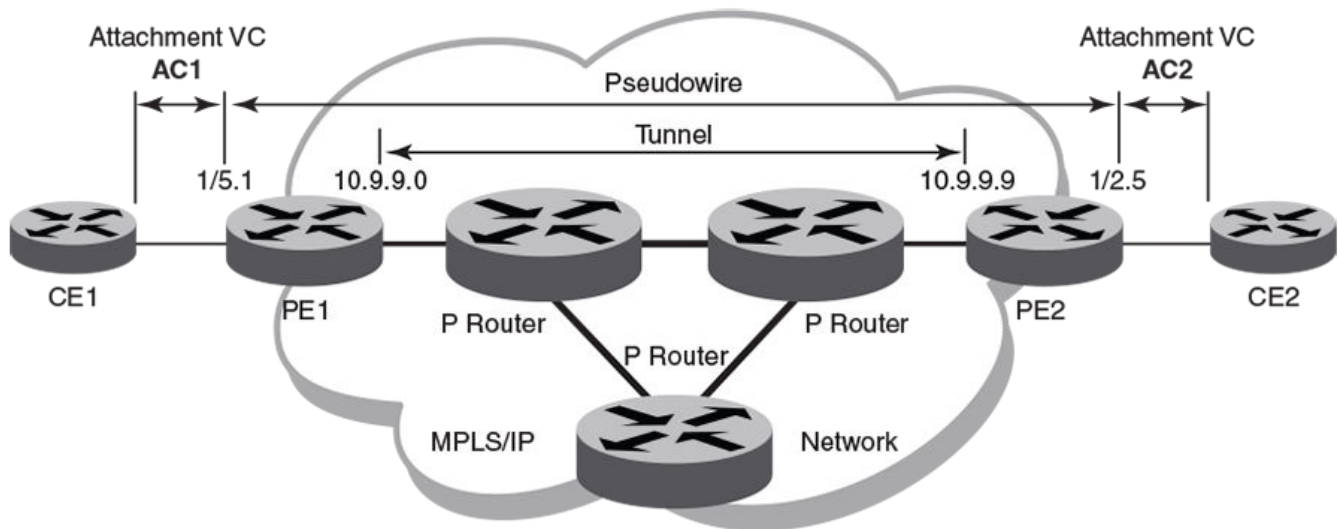 Attachment VC
AC1
Attachment VC
AC2
Pseudowire
Tunnel
1/5.1
10.9.9.0
10.9.9.9
1/2.5
CE1
PE1
P Router
P Router
P Router
PE2
CE2
MPLS/IP
Network